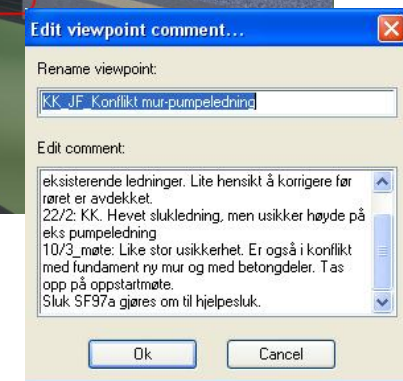 Edit viewpoint comment...
Rename viewpoint:
KK_JF_Konflikt mur-pumpeledning
Edit comment:
eksisterende ledninger. Lite hensikt å korrigere før
røret er avdekket.
22/2: KK. Hevet slukledning, men usikker høyde på
eks pumpeledning
10/3_møte: Like stor usikkerhet. Er også i konflikt
med fundament ny mur og med betongdeler. Tas
opp på oppstartmøte.
Sluk SF97a gjøres om til hjelpesluk.
Ok
Cancel